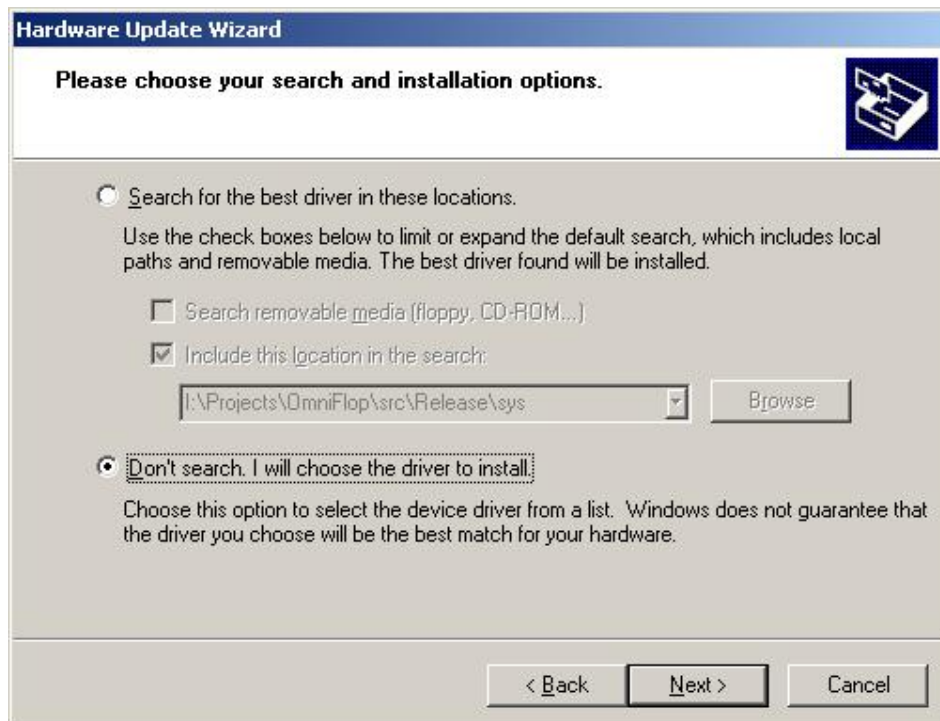 Hardware Update Wizard
Please choose your search and installation options.
Search for the best driver in these locations.
Use the check boxes below to limit or expand the default search, which includes local
paths and removable media. The best driver found will be installed.
Search removable media (floppy, CD-ROM...)
Include this location in the search:
I:\Projects\OmniFlop\src\Release\sys
Browse
Don't search. I will choose the driver to install.
Choose this option to select the device driver from a list. Windows does not guarantee that
the driver you choose will be the best match for your hardware.
< Back
Next >
Cancel